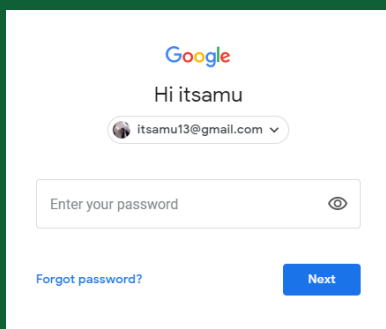 Google
Hi itsamu
itsamu13@gmail.com
Enter your password
Forgot password?
Next